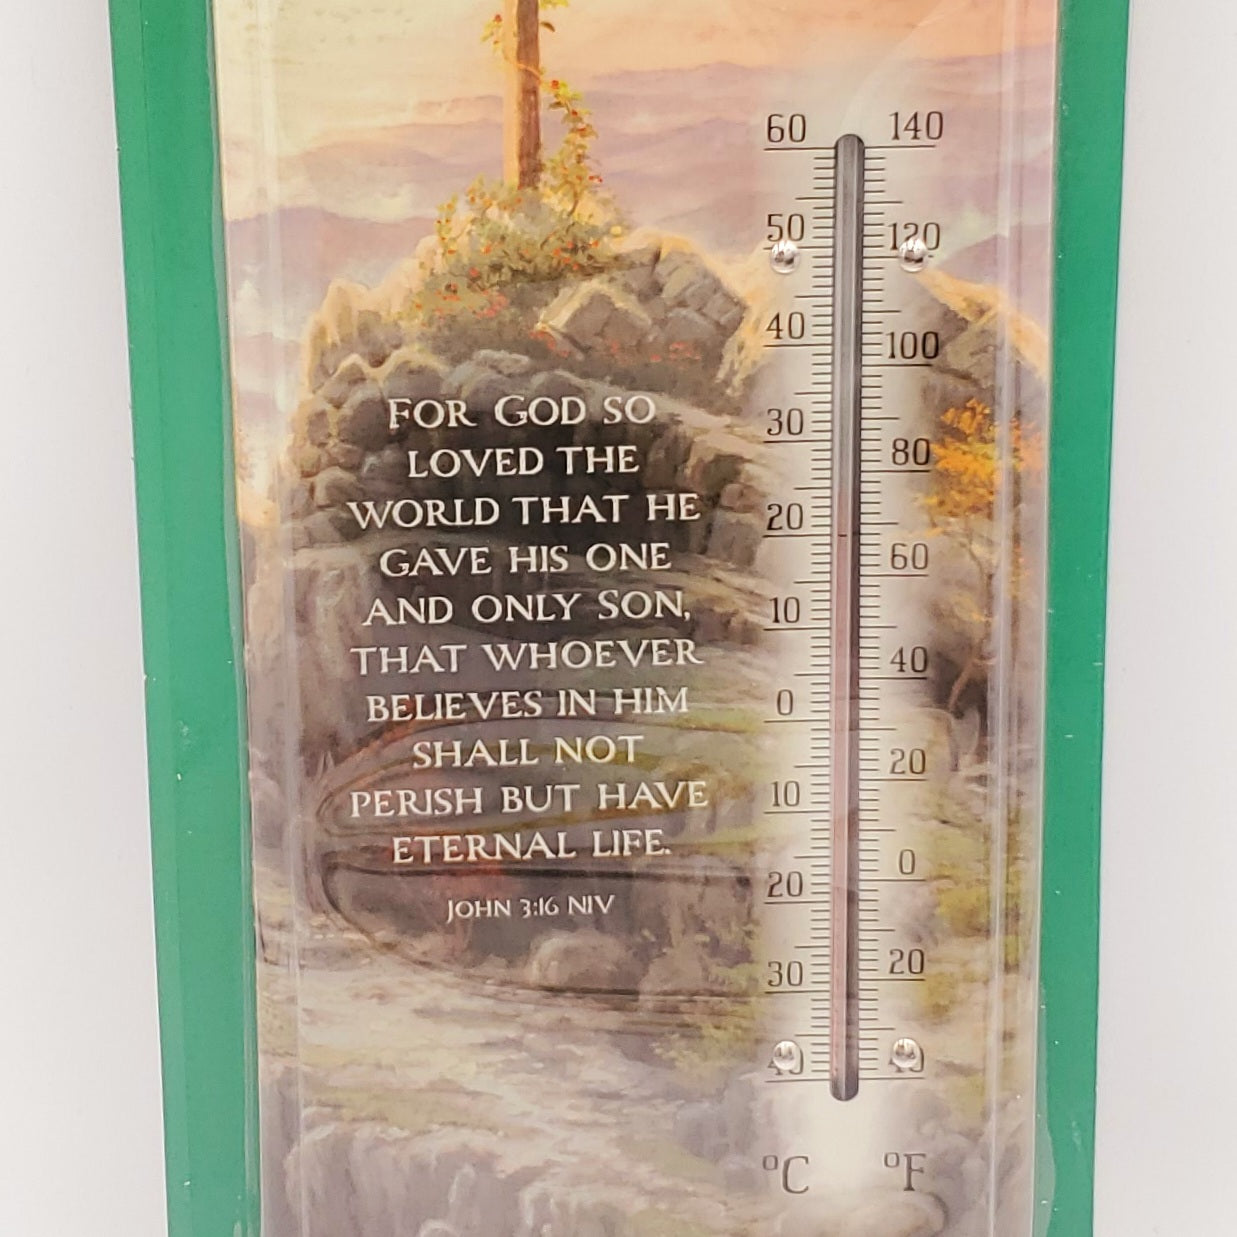 60 140
50 120
40 100
30 80
20 60
10 40
0 20
10 0
20 20
30 40
40
°C °F
FOR GOD SO
LOVED THE
WORLD THAT HE
GAVE HIS ONE
AND ONLY SON,
THAT WHOEVER
BELIEVES IN HIM
SHALL NOT
PERISH BUT HAVE
ETERNAL LIFE.
JOHN 3:16 NIV